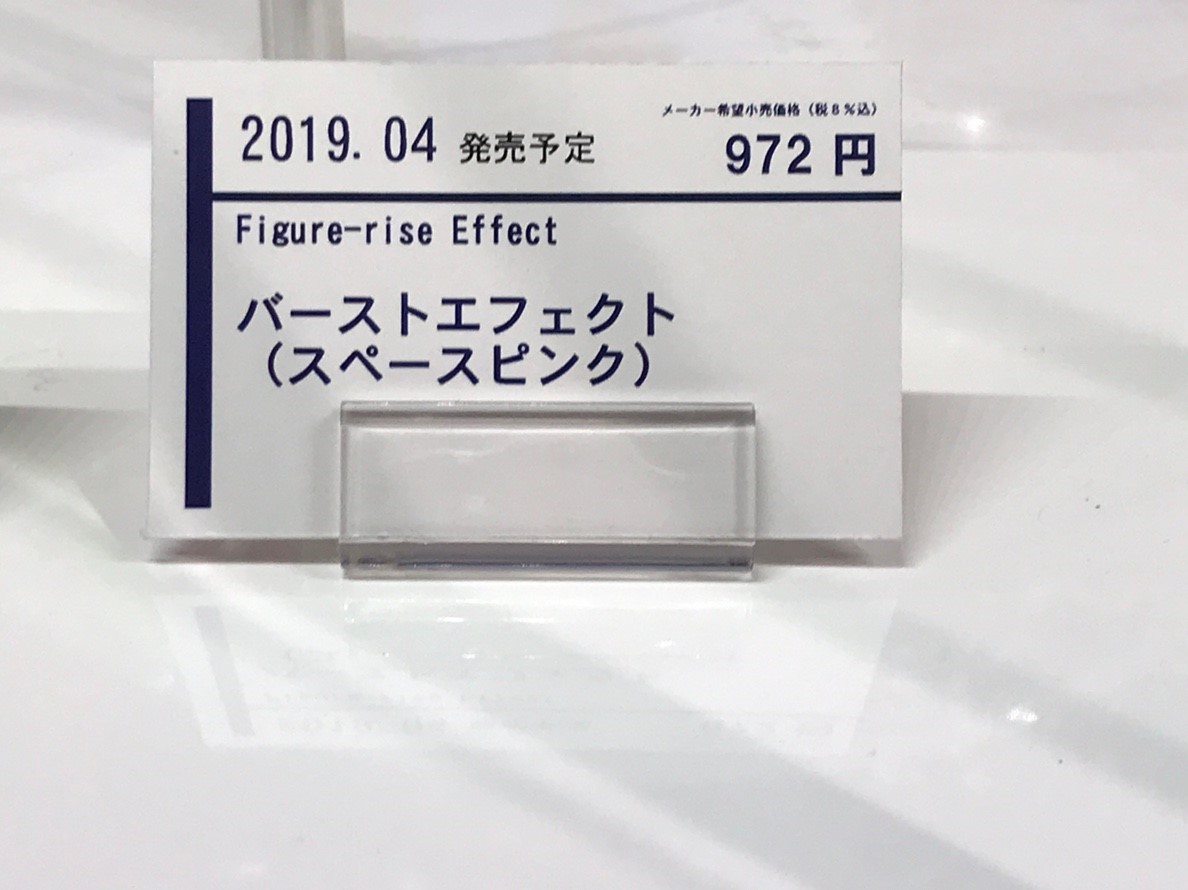 2019. 04 発売予定
メーカー希望小売価格（税８％込）
972 円
Figure-rise Effect
バーストエフェクト
（スペースピンク）